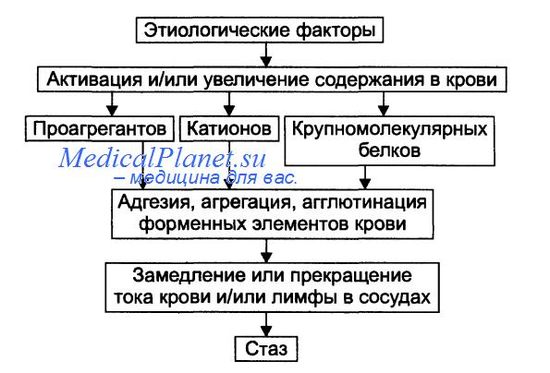 Этиологические факторы
Активация и/или увеличение содержания в крови
Проагрегантов
Катионов
Крупномолекулярных
белков
MedicalPlanet.su
– медицина для вас.
Адгезия, агрегация, агглютинация
форменных элементов крови
Замедление или прекращение
тока крови и/или лимфы в сосудах
Стаз